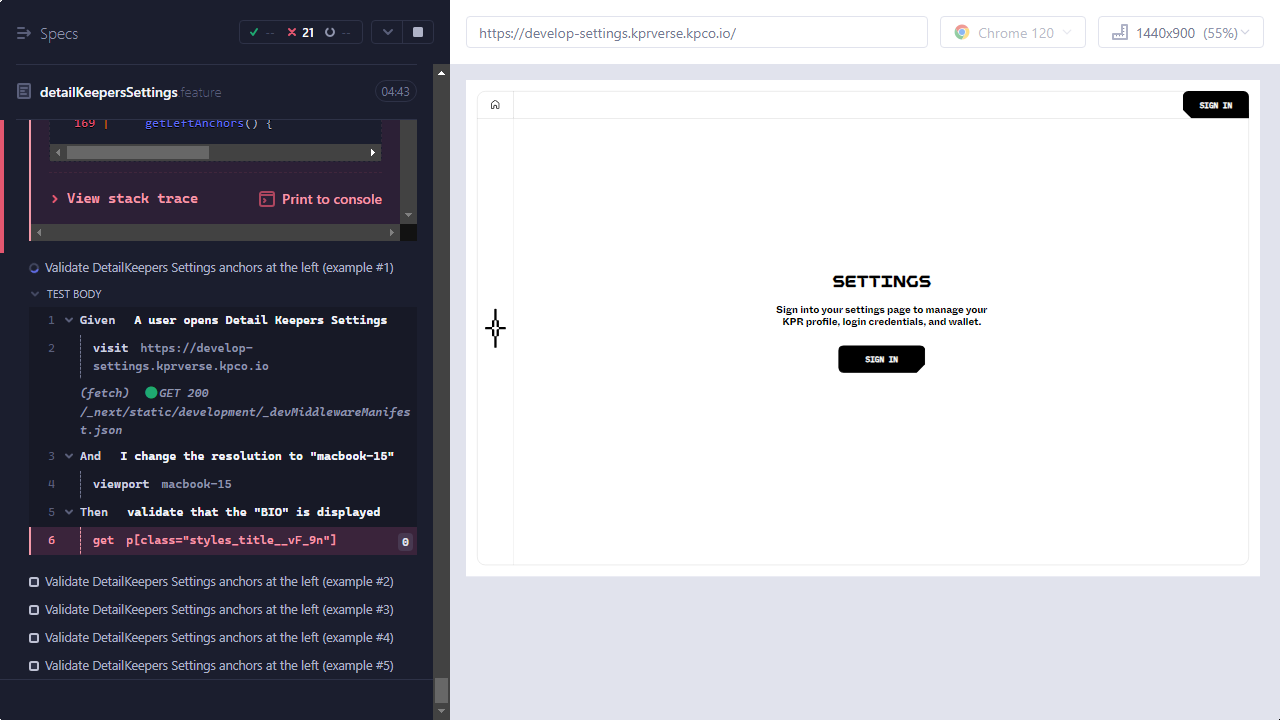 Specs
-- 21 --
detailKeepersSettings feature
04:43
169 | getLeftAnchors() {
View stack trace
Print to console
Validate DetailKeepers Settings anchors at the left (example #1)
TEST BODY
1 Given A user opens Detail Keepers Settings
2 visit https://develop-
settings.kprverse.kpco.io
(fetch) GET 200
/_next/static/development/_devMiddlewareManifes
t.json
3 And I change the resolution to "macbook-15"
4 viewport macbook-15
5 Then validate that the "BIO" is displayed
6 get p[class="styles_title__vF_9n"] 0
Validate DetailKeepers Settings anchors at the left (example #2)
Validate DetailKeepers Settings anchors at the left (example #3)
Validate DetailKeepers Settings anchors at the left (example #4)
Validate DetailKeepers Settings anchors at the left (example #5)
https://develop-settings.kprverse.kpco.io/
Chrome 120
1440x900 (55%)
SIGN IN
SETTINGS
Sign into your settings page to manage your
KPR profile, login credentials, and wallet.
SIGN IN